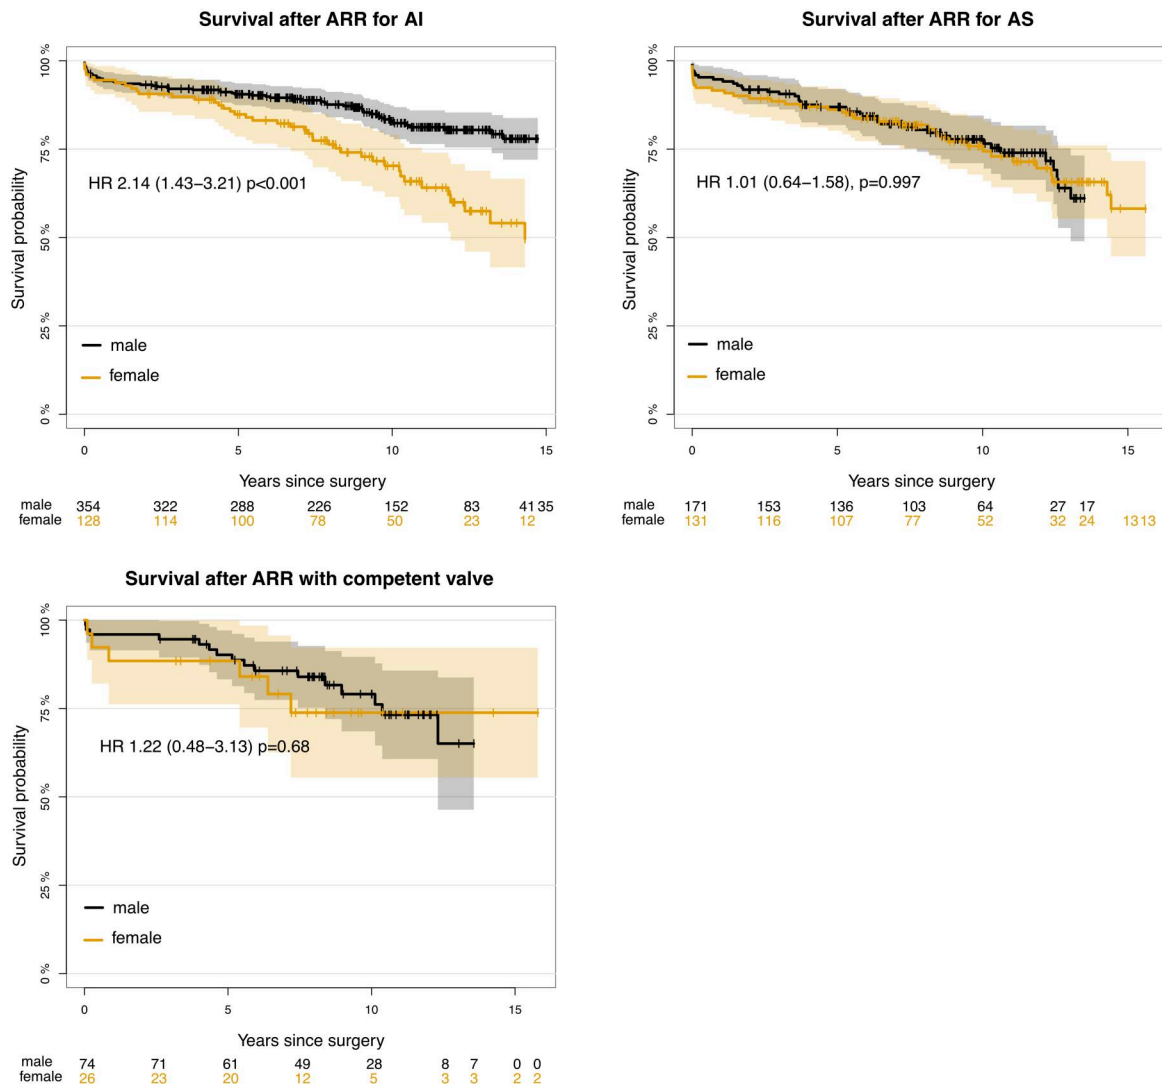 Survival after ARR for AI
100 %
75 %
50 %
25 %
0 %
Survival probability
HR 2.14 (1.43–3.21) p<0.001
male
female
0 5 10 15
Years since surgery
male 354 322 288 226 152 83 41 35
female 128 114 100 78 50 23 12
Survival after ARR for AS
100 %
75 %
50 %
25 %
0 %
Survival probability
HR 1.01 (0.64–1.58), p=0.997
male
female
0 5 10 15
Years since surgery
male 171 153 136 103 64 27 17
female 131 116 107 77 52 32 24 13 13
Survival after ARR with competent valve
100 %
75 %
50 %
25 %
0 %
Survival probability
HR 1.22 (0.48–3.13) p=0.68
male
female
0 5 10 15
Years since surgery
male 74 71 61 49 28 8 7 0 0
female 26 23 20 12 5 3 3 2 2